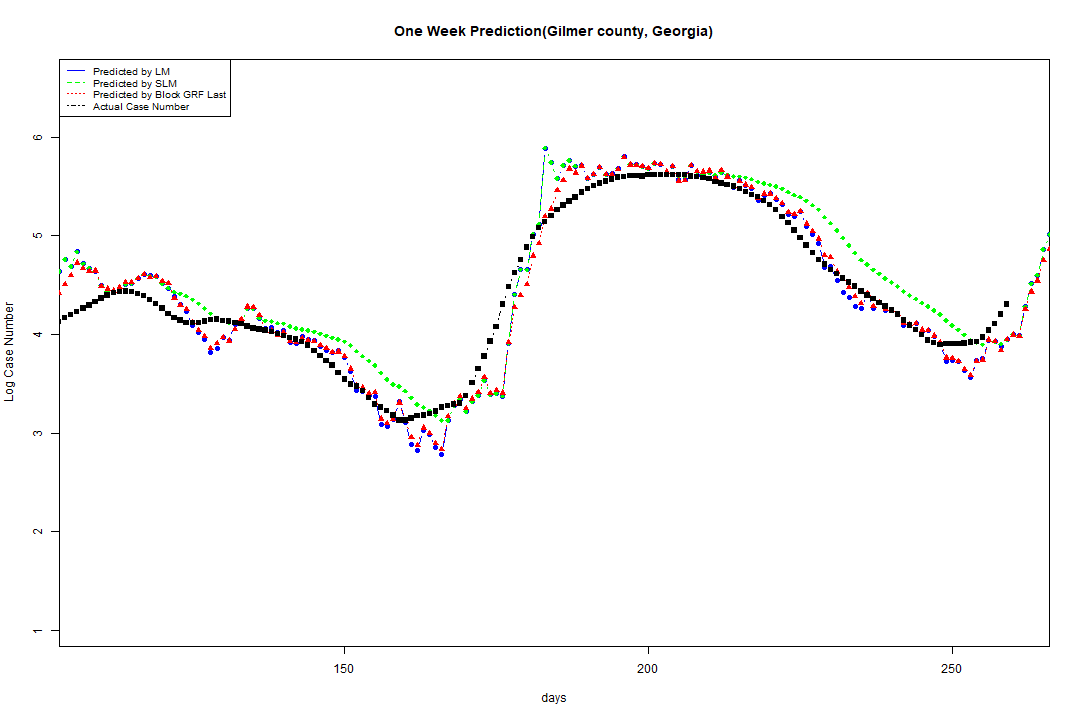 One Week Prediction(Gilmer county, Georgia)
Predicted by LM
Predicted by SLM
Predicted by Block GRF Last
Actual Case Number
Log Case Number
6
5
4
3
2
1
150
200
250
days